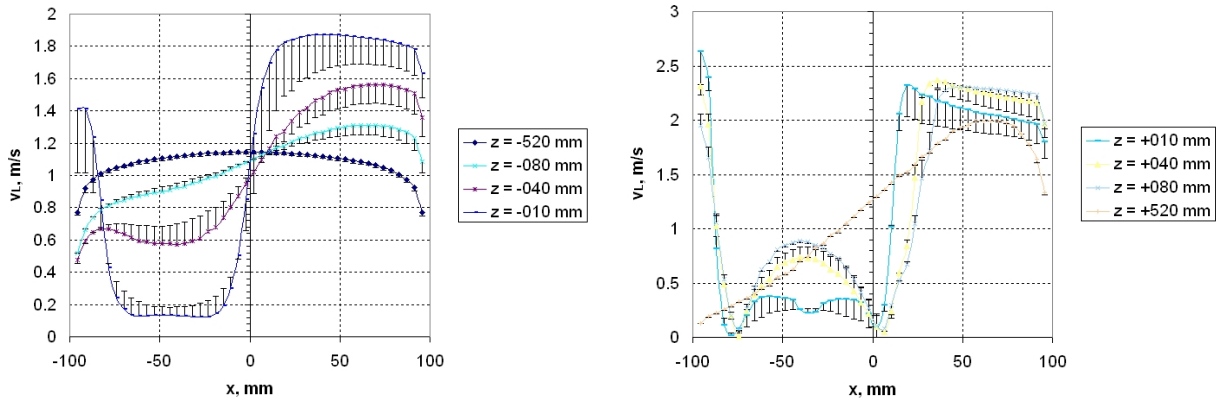 2
1.8
1.6
1.4
1.2
1
0.8
0.6
0.4
0.2
0
-100 -50 0 50 100
v_L, m/s
x, mm
z = -520 mm
z = -080 mm
z = -040 mm
z = -010 mm
3
2.5
2
1.5
1
0.5
0
-100 -50 0 50 100
v_L, m/s
x, mm
z = +010 mm
z = +040 mm
z = +080 mm
z = +520 mm